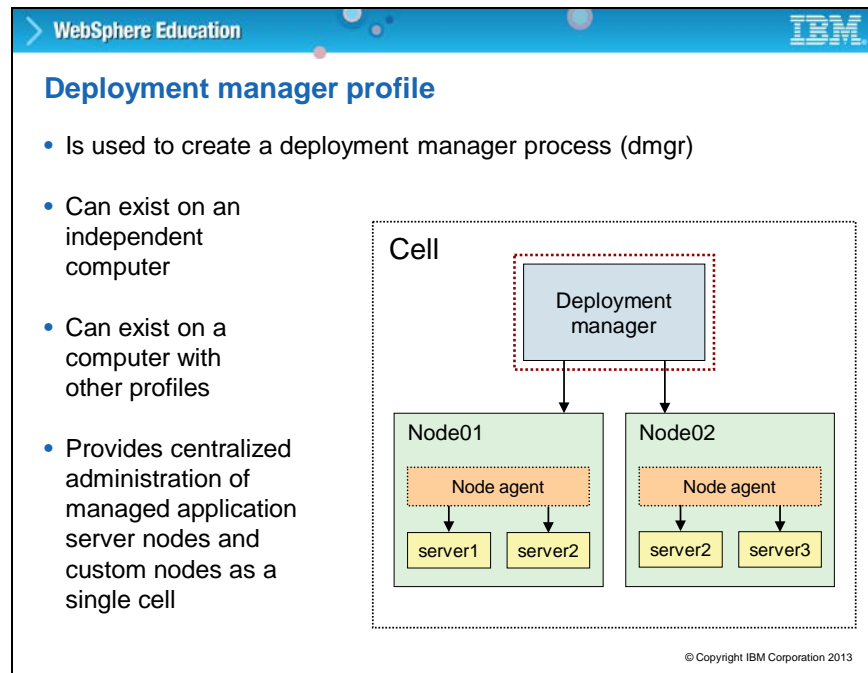 WebSphere Education
IBM
Deployment manager profile
• Is used to create a deployment manager process (dmgr)
• Can exist on an
independent
computer
• Can exist on a
computer with
other profiles
• Provides centralized
administration of
managed application
server nodes and
custom nodes as a
single cell
Cell
Deployment
manager
Node01
Node agent
server1
server2
Node02
Node agent
server2
server3
© Copyright IBM Corporation 2013